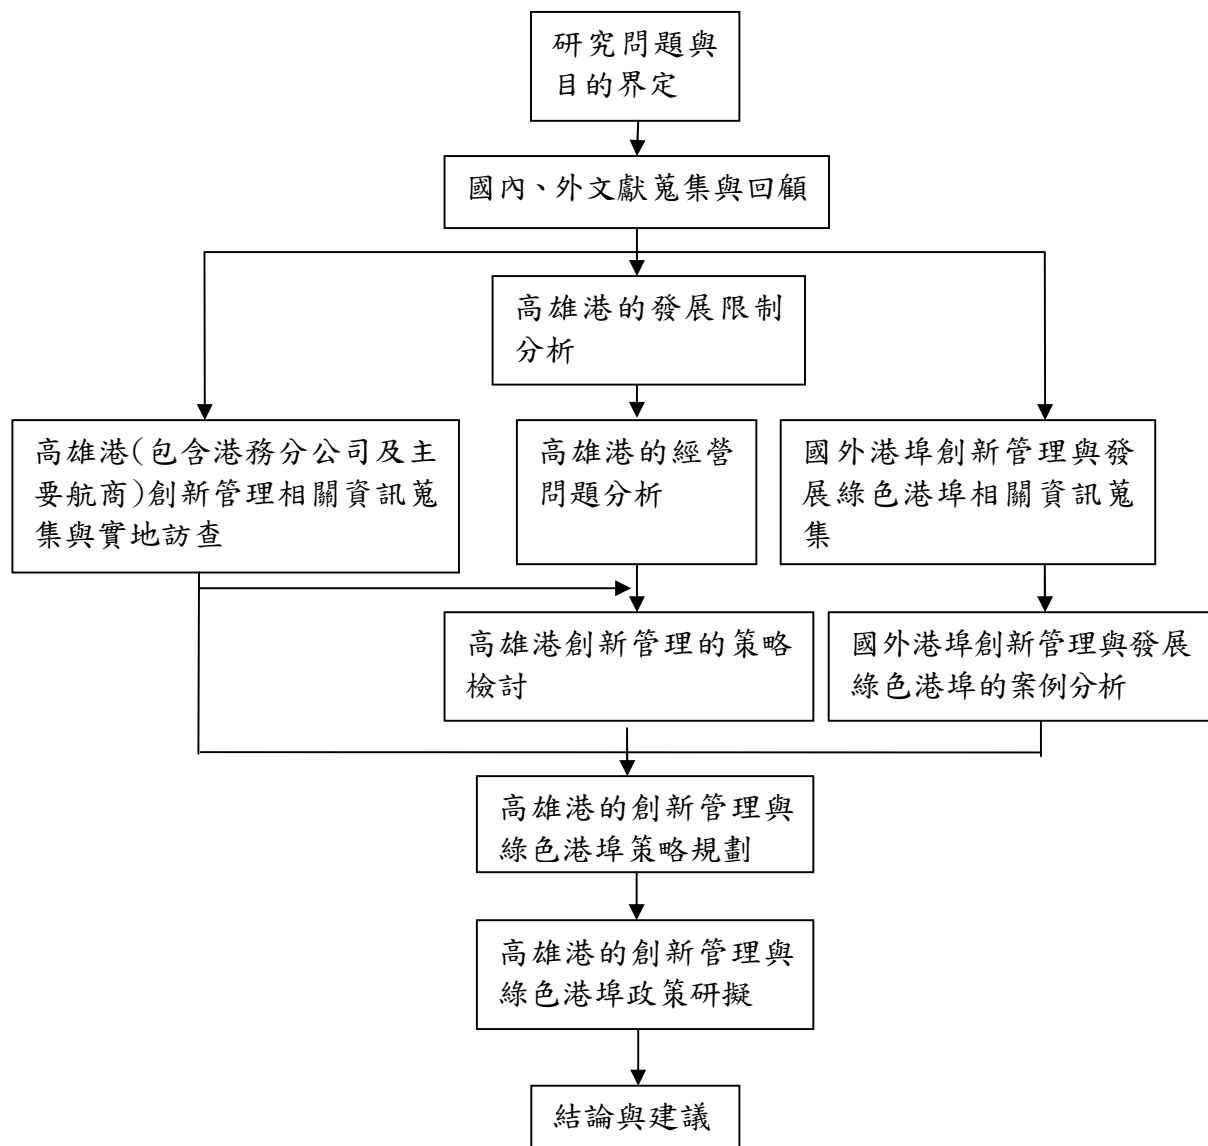 研究問題與
目的界定
國內、外文獻蒐集與回顧
高雄港的發展限制
分析
高雄港(包含港務分公司及主
要航商)創新管理相關資訊蒐
集與實地訪查
高雄港的經營
問題分析
國外港埠創新管理與發
展綠色港埠相關資訊蒐
集
高雄港創新管理的策略
檢討
國外港埠創新管理與發展
綠色港埠的案例分析
高雄港的創新管理與
綠色港埠策略規劃
高雄港的創新管理與
綠色港埠政策研擬
結論與建議